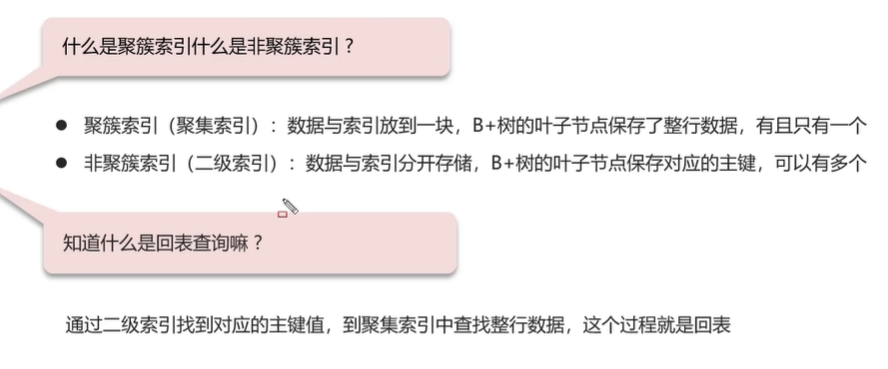 什么是聚簇索引什么是非聚簇索引？
● 聚簇索引（聚集索引）：数据与索引放到一块，B+树的叶子节点保存了整行数据，有且只有一个
● 非聚簇索引（二级索引）：数据与索引分开存储，B+树的叶子节点保存对应的主键，可以有多个
知道什么是回表查询嘛？
通过二级索引找到对应的主键值，到聚集索引中查找整行数据，这个过程就是回表